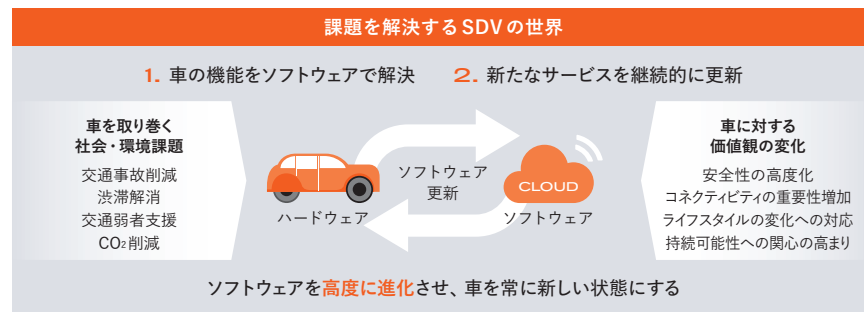 課題を解決するSDVの世界
1. 車の機能をソフトウェアで解決
2. 新たなサービスを継続的に更新
車を取り巻く
社会・環境課題
交通事故削減
渋滞解消
交通弱者支援
CO₂削減
ハードウェア
ソフトウェア
更新
CLOUD
ソフトウェア
車に対する
価値観の変化
安全性の高度化
コネクティビティの重要性増加
ライフスタイルの変化への対応
持続可能性への関心の高まり
ソフトウェアを高度に進化させ、車を常に新しい状態にする